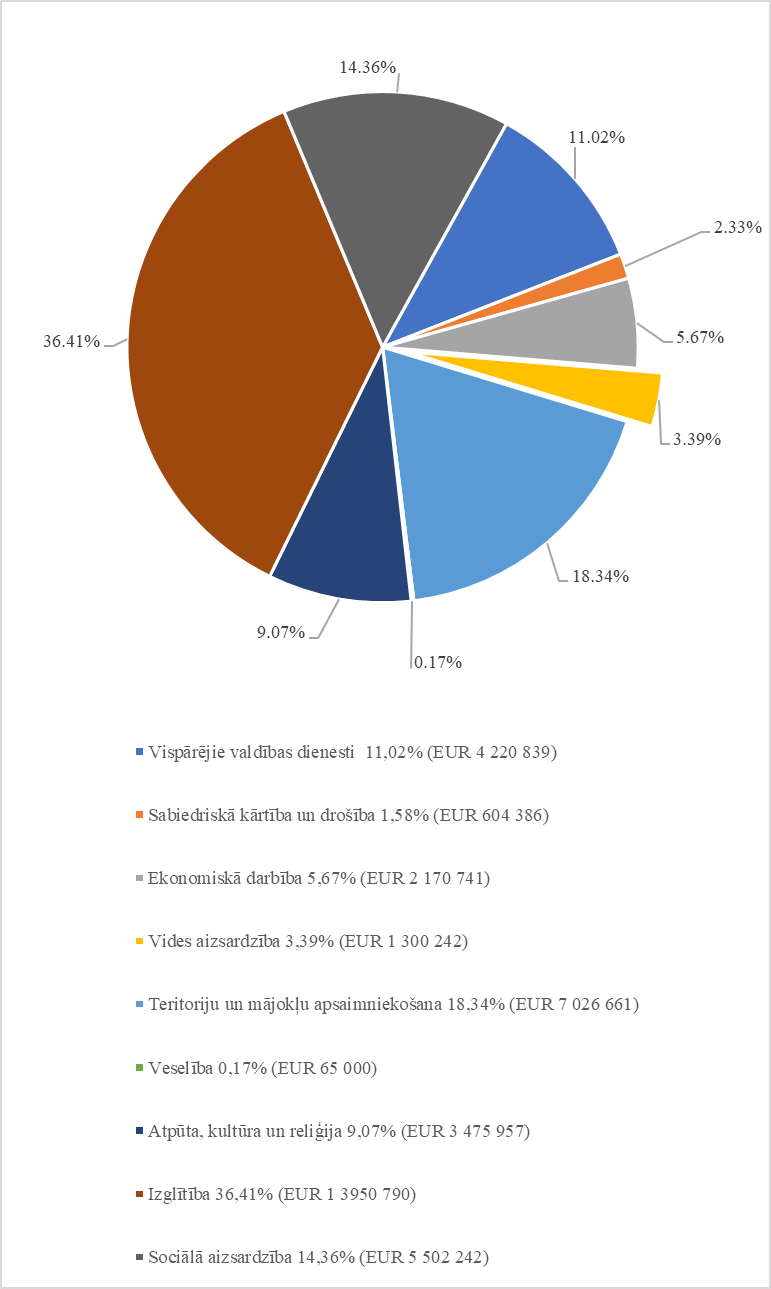 14.36%
11.02%
2.33%
5.67%
36.41%
3.39%
18.34%
9.07%
0.17%
Vispārējie valdības dienesti  11,02% (EUR 4 220 839)
Sabiedriskā kārtība un drošība 1,58% (EUR 604 386)
Ekonomiskā darbība 5,67% (EUR 2 170 741)
Vides aizsardzība 3,39% (EUR 1 300 242)
Teritoriju un mājokļu apsaimniekošana 18,34% (EUR 7 026 661)
Veselība 0,17% (EUR 65 000)
Atpūta, kultūra un reliģija 9,07% (EUR 3 475 957)
Izglītība 36,41% (EUR 1 3950 790)
Sociālā aizsardzība 14,36% (EUR 5 502 242)